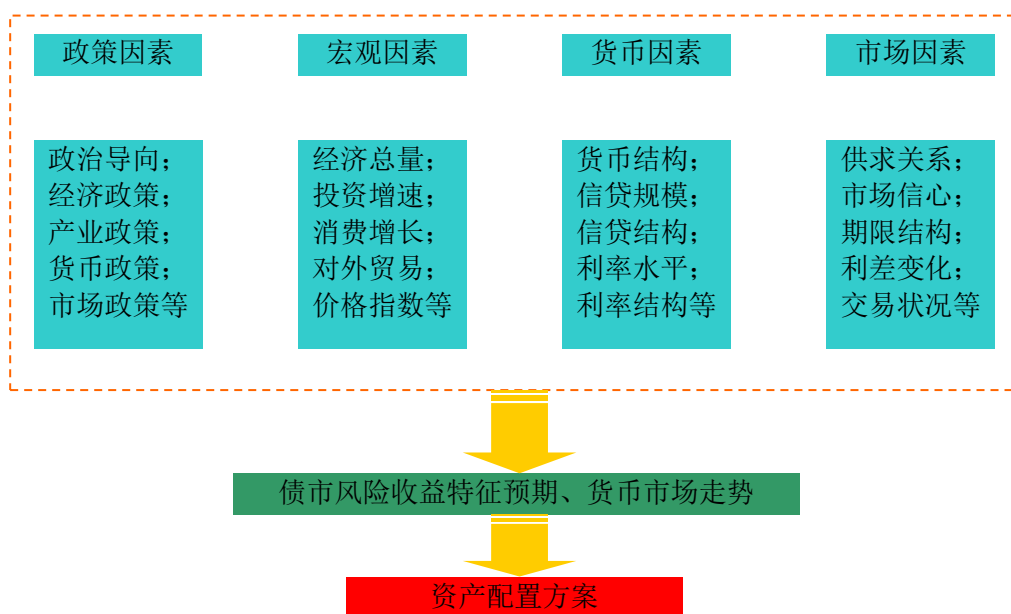 政策因素
宏观因素
货币因素
市场因素
政治导向；
经济政策；
产业政策；
货币政策；
市场政策等
经济总量；
投资增速；
消费增长；
对外贸易；
价格指数等
货币结构；
信贷规模；
信贷结构；
利率水平；
利率结构等
供求关系；
市场信心；
期限结构；
利差变化；
交易状况等
债市风险收益特征预期、货币市场走势
资产配置方案